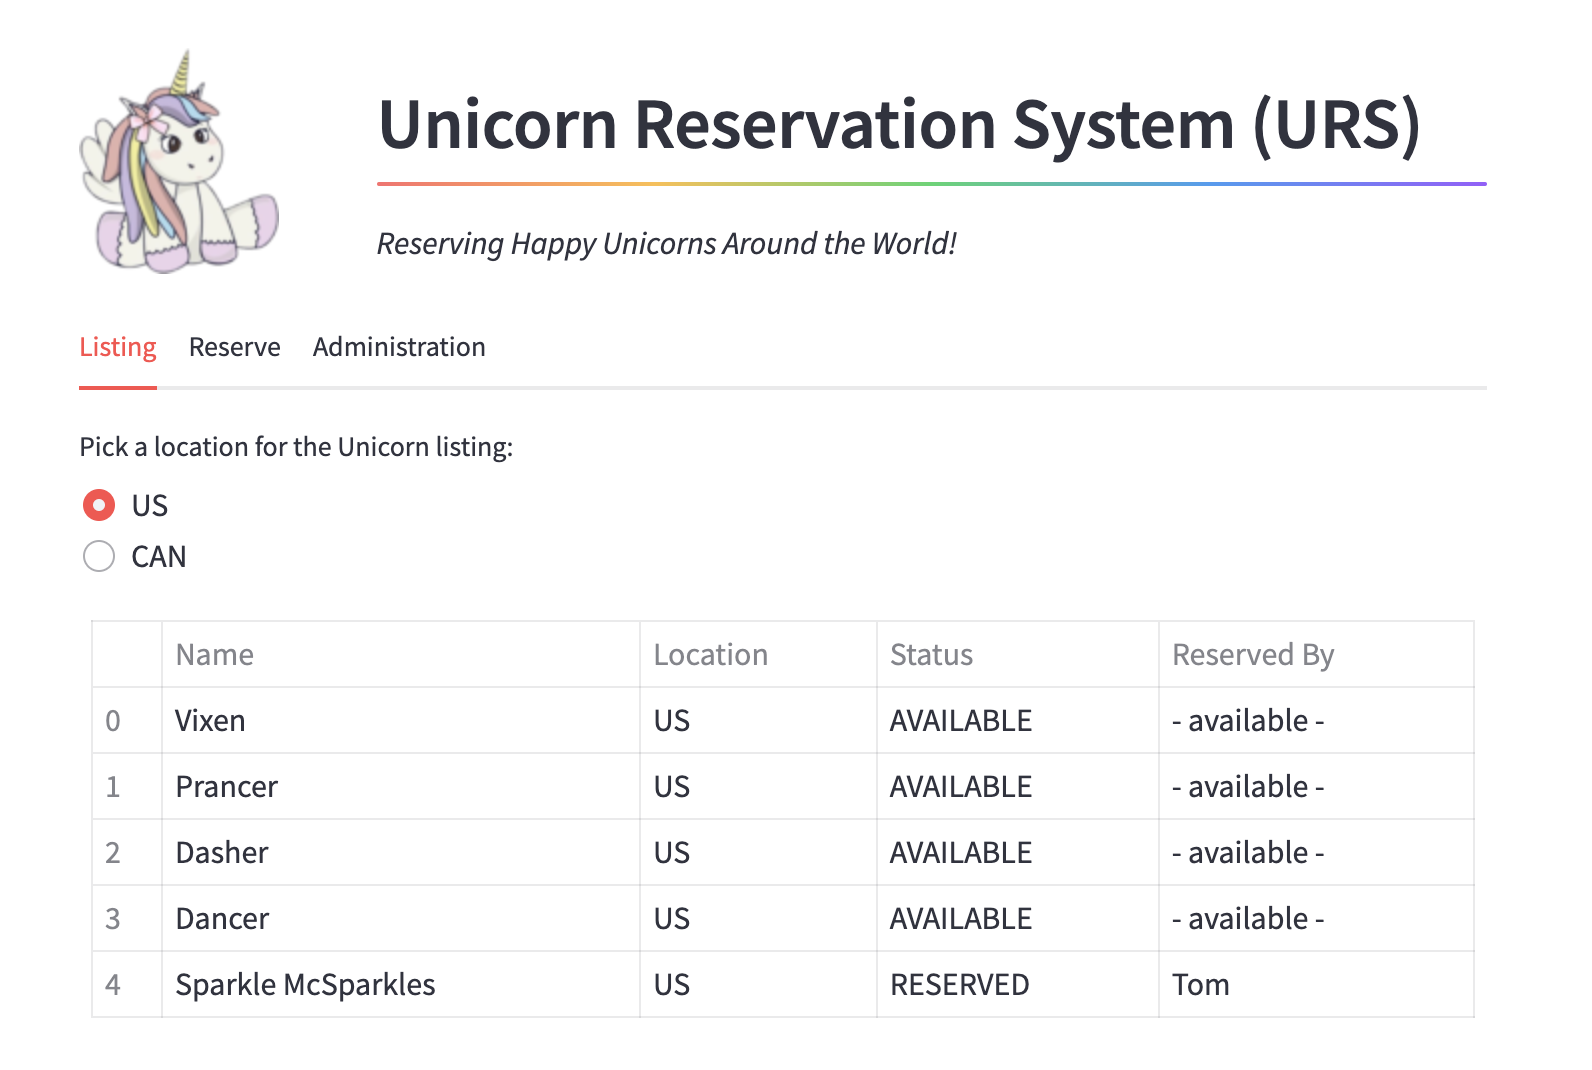 Unicorn Reservation System (URS)
Reserving Happy Unicorns Around the World!
Listing Reserve Administration
Pick a location for the Unicorn listing:
US
CAN
Name Location Status Reserved By
0 Vixen US AVAILABLE - available -
1 Prancer US AVAILABLE - available -
2 Dasher US AVAILABLE - available -
3 Dancer US AVAILABLE - available -
4 Sparkle McSparkles US RESERVED Tom